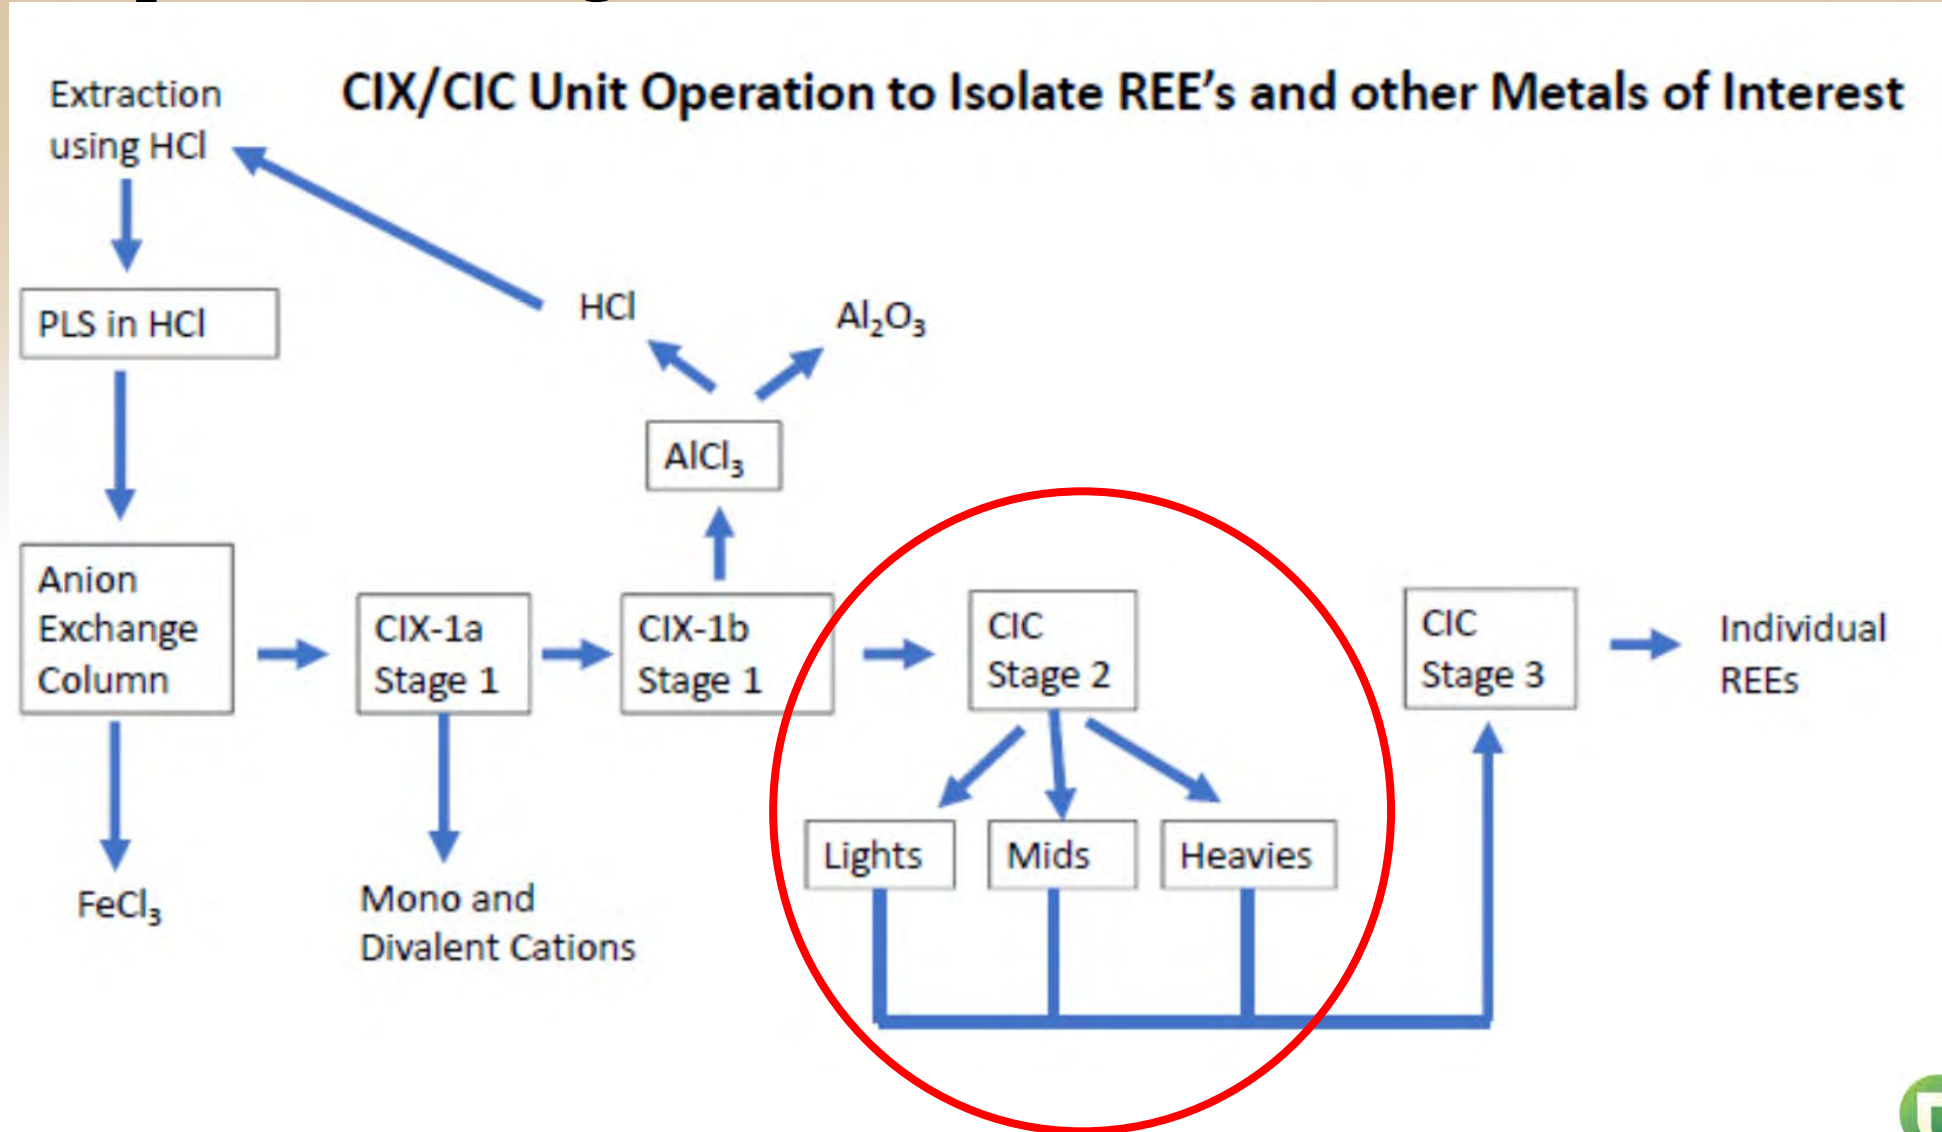 CIX/CIC Unit Operation to Isolate REE's and other Metals of Interest
Extraction
using HCl
PLS in HCl
HCl
Al₂O₃
AlCl₃
Anion
Exchange
Column
CIX-1a
Stage 1
CIX-1b
Stage 1
CIC
Stage 2
CIC
Stage 3
Individual
REEs
Lights
Mids
Heavies
FeCl₃
Mono and
Divalent Cations